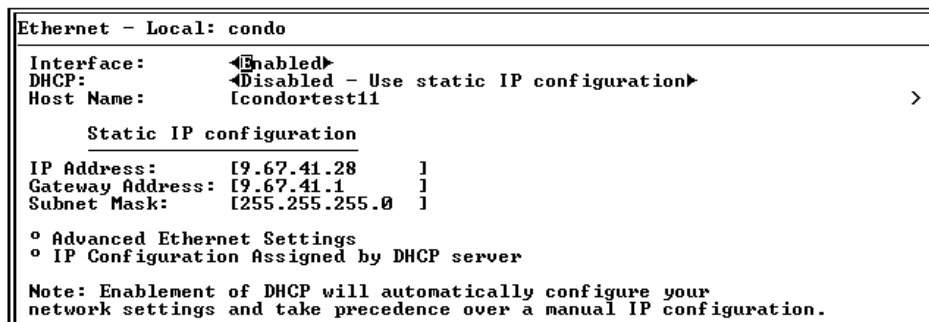 Ethernet - Local: condo
Interface: ◄Enabled►
DHCP: ◄Disabled - Use static IP configuration►
Host Name: [condortest11 >
Static IP configuration
IP Address: [9.67.41.28 ]
Gateway Address: [9.67.41.1 ]
Subnet Mask: [255.255.255.0 ]
º Advanced Ethernet Settings
º IP Configuration Assigned by DHCP server
Note: Enablement of DHCP will automatically configure your
network settings and take precedence over a manual IP configuration.